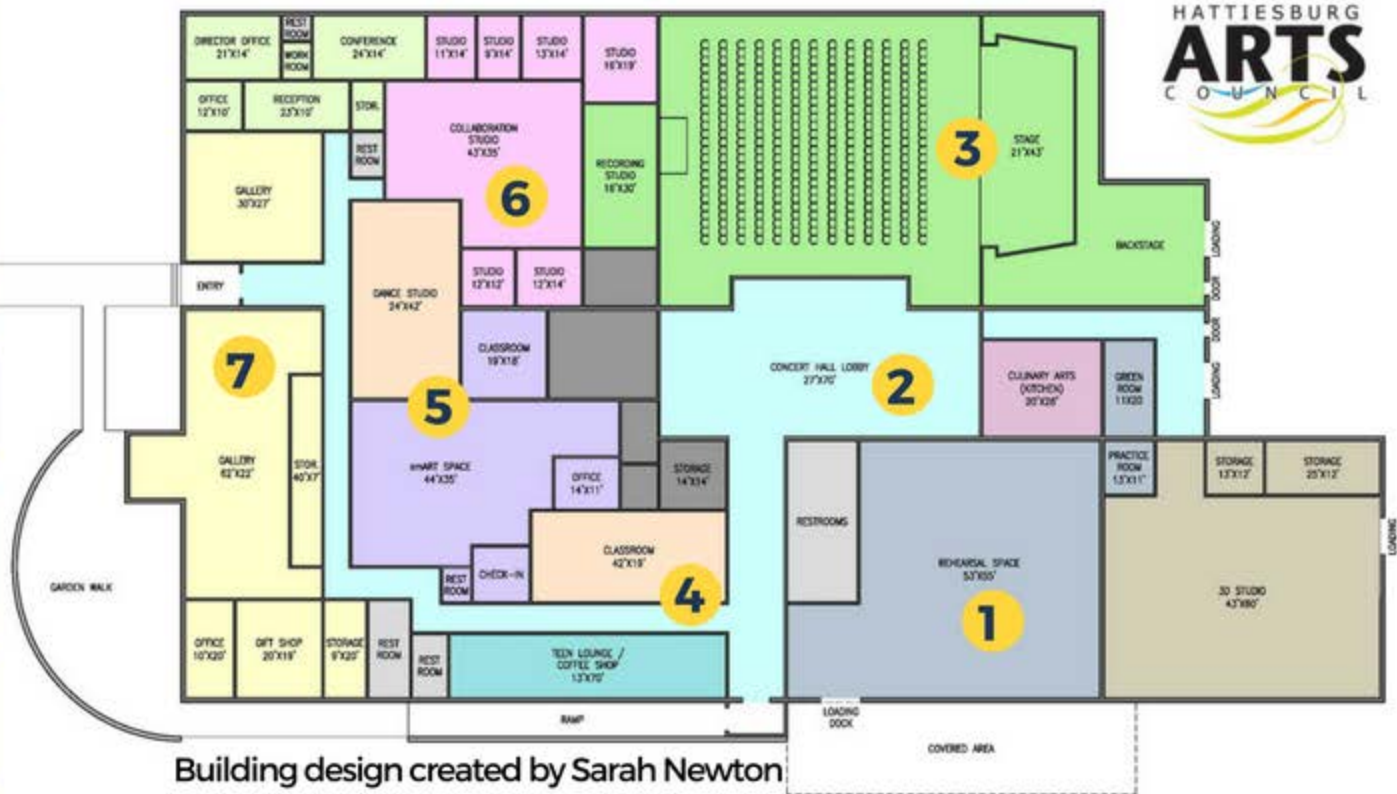 HATTIESBURG
ARTS
COUNCIL
DIRECTOR OFFICE
21'X14'
REST
ROOM
WORK
ROOM
CONFERENCE
24'X14'
STUDIO
11'X14'
STUDIO
9'X14'
STUDIO
13'X14'
STUDIO
16'X19'
OFFICE
12'X10'
RECEPTION
23'X10'
STOR.
REST
ROOM
COLLABORATION
STUDIO
43'X35'
6
RECORDING
STUDIO
16'X30'
3
STAGE
21'X43'
BACKSTAGE
LOADING
DOOR
GALLERY
30'X27'
ENTRY
DANCE STUDIO
24'X42'
STUDIO
12'X12'
STUDIO
12'X14'
CLASSROOM
19'X18'
CONCERT HALL LOBBY
27'X70'
2
CULINARY ARTS
(KITCHEN)
20'X26'
GREEN
ROOM
11X20
DOOR
LOADING
7
5
GALLERY
62'X22'
STOR.
40'X7'
smART SPACE
44'X35'
OFFICE
14'X11'
STORAGE
14'X14'
RESTROOMS
PRACTICE
ROOM
13'X11'
STORAGE
13'X12'
STORAGE
25'X12'
LOADING
CLASSROOM
42'X19'
4
REST
ROOM
CHECK-IN
REHEARSAL SPACE
53'X55'
1
3D STUDIO
43'X60'
GARDEN WALK
OFFICE
10'X20'
GIFT SHOP
20'X19'
STORAGE
9'X20'
REST
ROOM
REST
ROOM
TEEN LOUNGE /
COFFEE SHOP
13'X70'
RAMP
LOADING
DOCK
COVERED AREA
Building design created by Sarah Newton